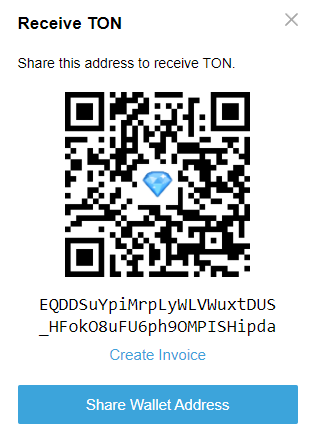 Receive TON
Share this address to receive TON.
EQDDSuYpiMrpLyWLVWuxtDUS
_HFokO8uFU6ph9OMPISHipda
Create Invoice
Share Wallet Address